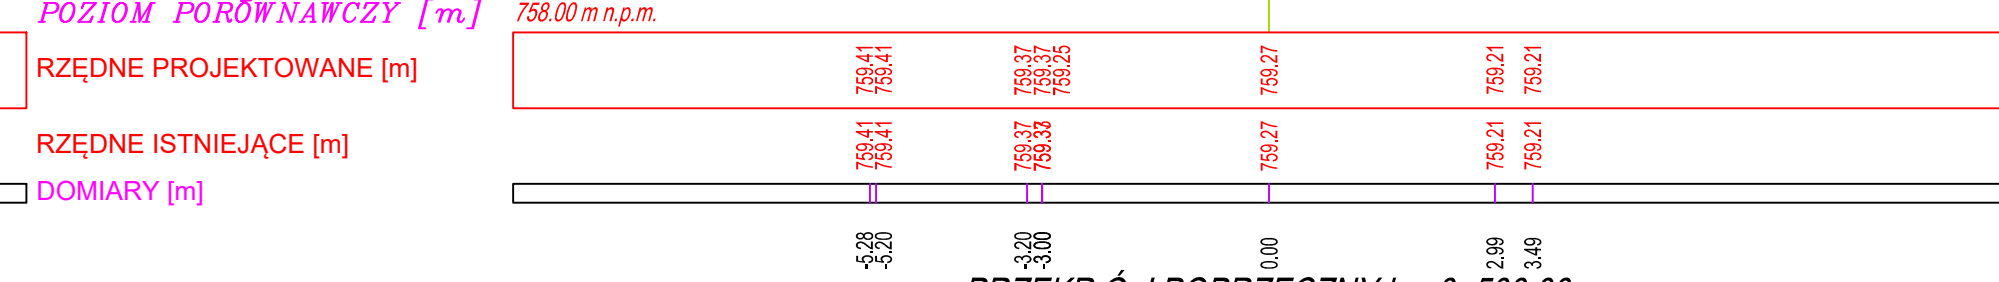 POZIOM PORÓWNAWCZY [m] 758.00 m n.p.m.
RZĘDNE PROJEKTOWANE [m] 759.41 759.41 759.37 759.37 759.25 759.27 759.21 759.21
RZĘDNE ISTNIEJĄCE [m] 759.41 759.41 759.37 759.27 759.21 759.21
DOMIARY [m]
-5.28 -5.20 -3.20 -3.00 0.00 2.99 3.49